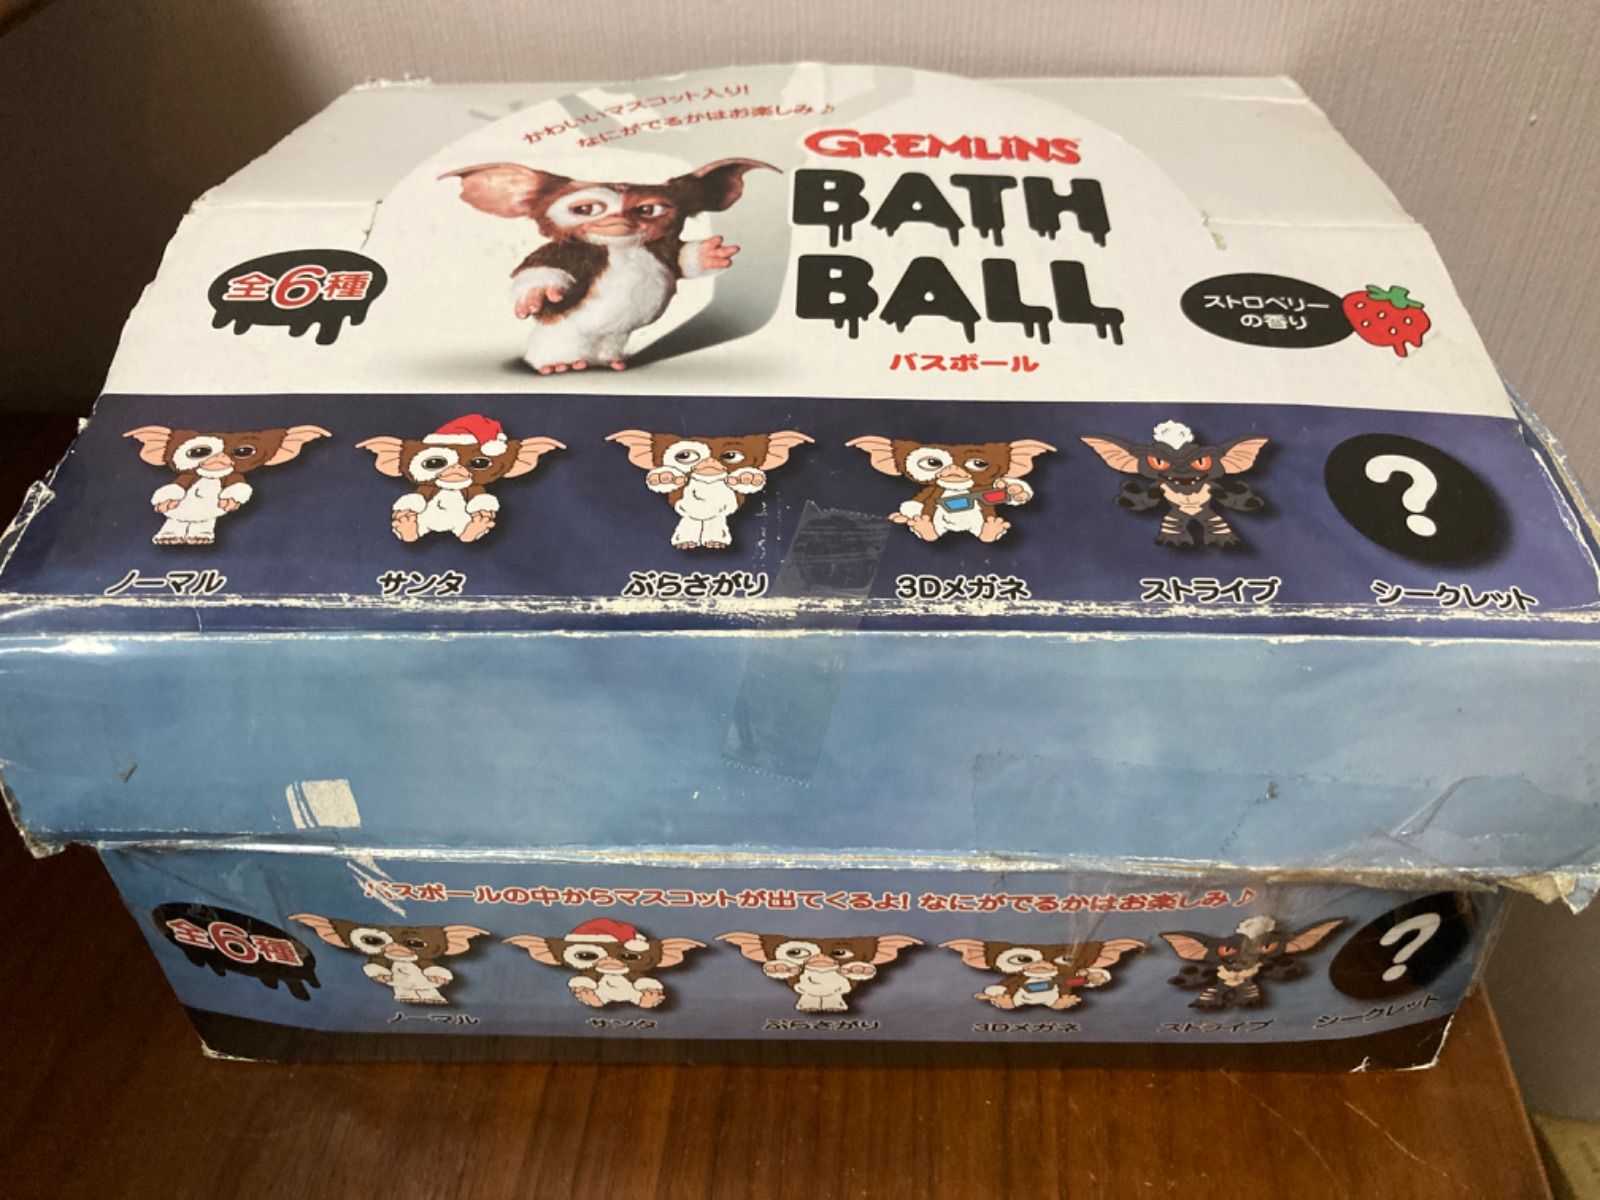 かわいいマスコット入り!
なにがでるかはお楽しみ♪
GREMLINS
BATH
BALL
バスボール
全6種
ストロベリー
の香り
ノーマル
サンタ
ぶらさがり
3Dメガネ
ストライプ
?
シークレット
バスボールの中からマスコットが出てくるよ! なにがでるかはお楽しみ♪
全6種
ノーマル
サンタ
ぶらさがり
3Dメガネ
ストライプ
?
シークレット